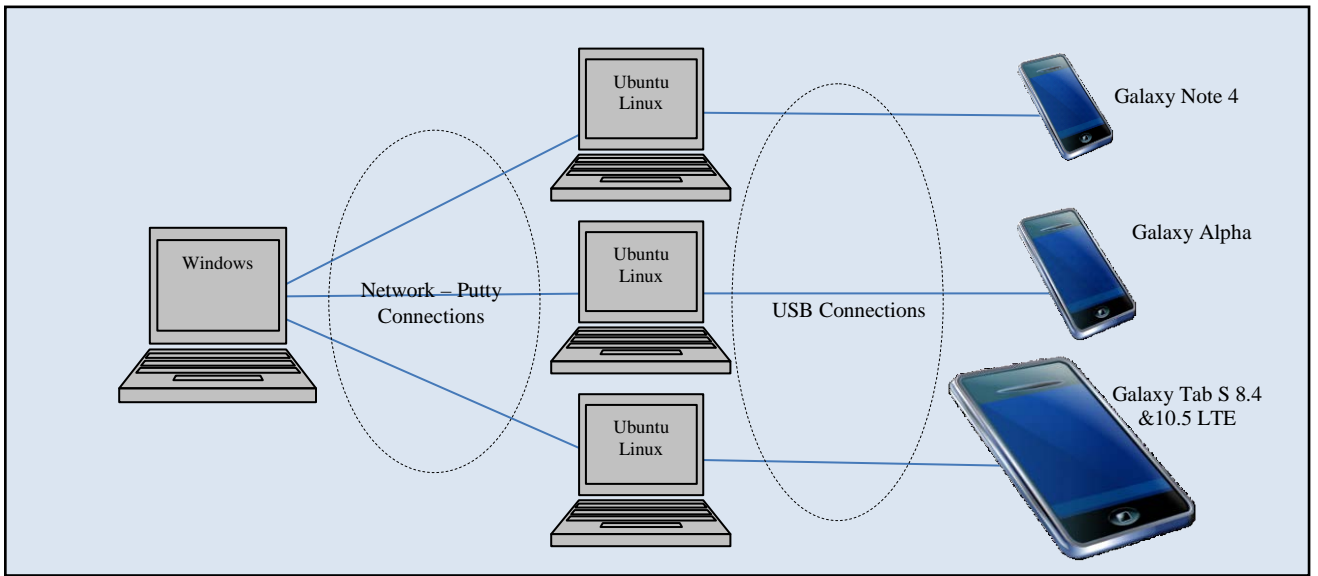 Windows
Network – Putty
Connections
Ubuntu
Linux
Ubuntu
Linux
Ubuntu
Linux
USB Connections
Galaxy Note 4
Galaxy Alpha
Galaxy Tab S 8.4
&10.5 LTE